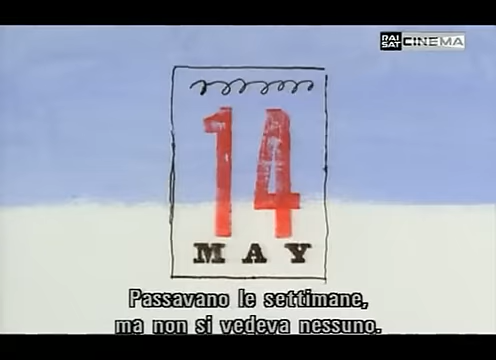 RAI
SAT CINEMA
14
MAY
Passavano le settimane,
ma non si vedeva nessuno.